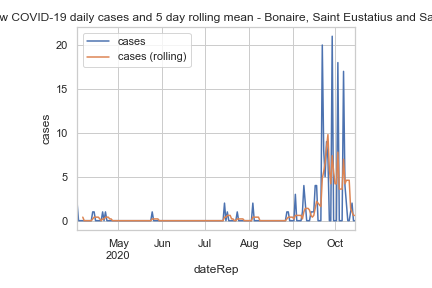 w COVID-19 daily cases and 5 day rolling mean - Bonaire, Saint Eustatius and Sa
cases
cases (rolling)
20
15
10
5
0
cases
May
2020
Jun
Jul
Aug
Sep
Oct
dateRep